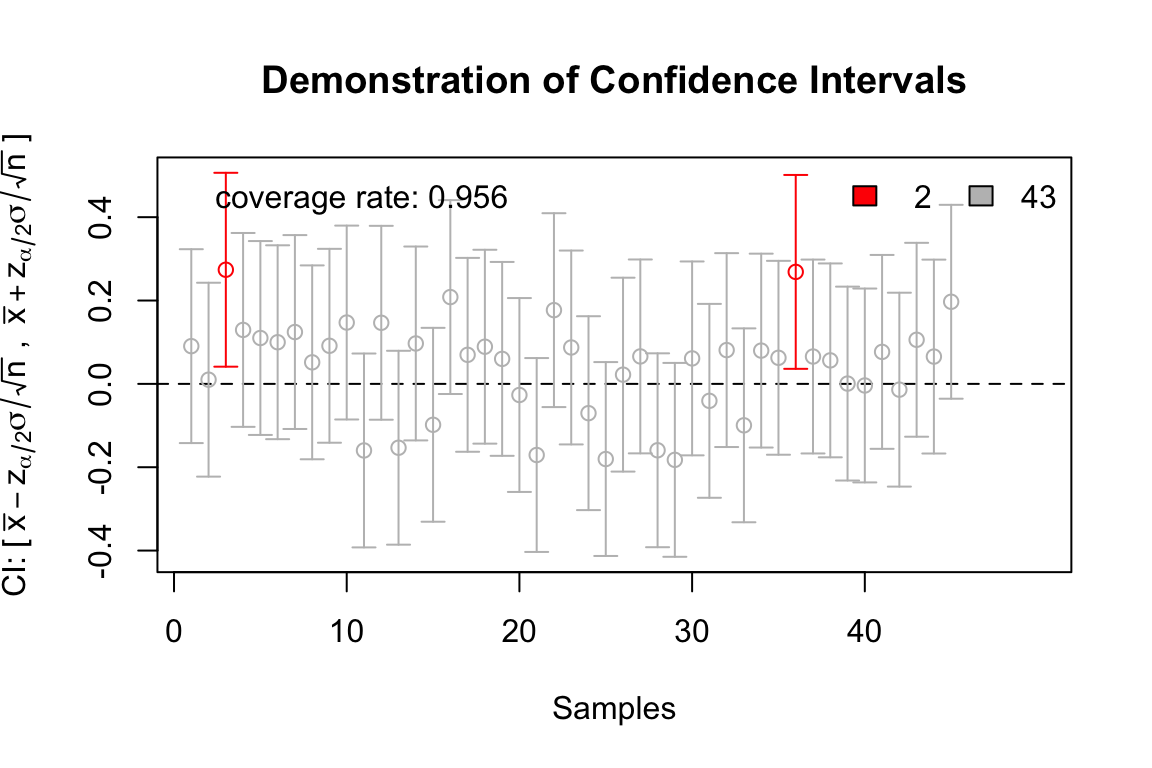 Demonstration of Confidence Intervals
CI: [ x̅ − zα/2σ/√n , x̅ + zα/2σ/√n ]
coverage rate: 0.956
2
43
0.4
0.2
0.0
-0.2
-0.4
0 10 20 30 40
Samples